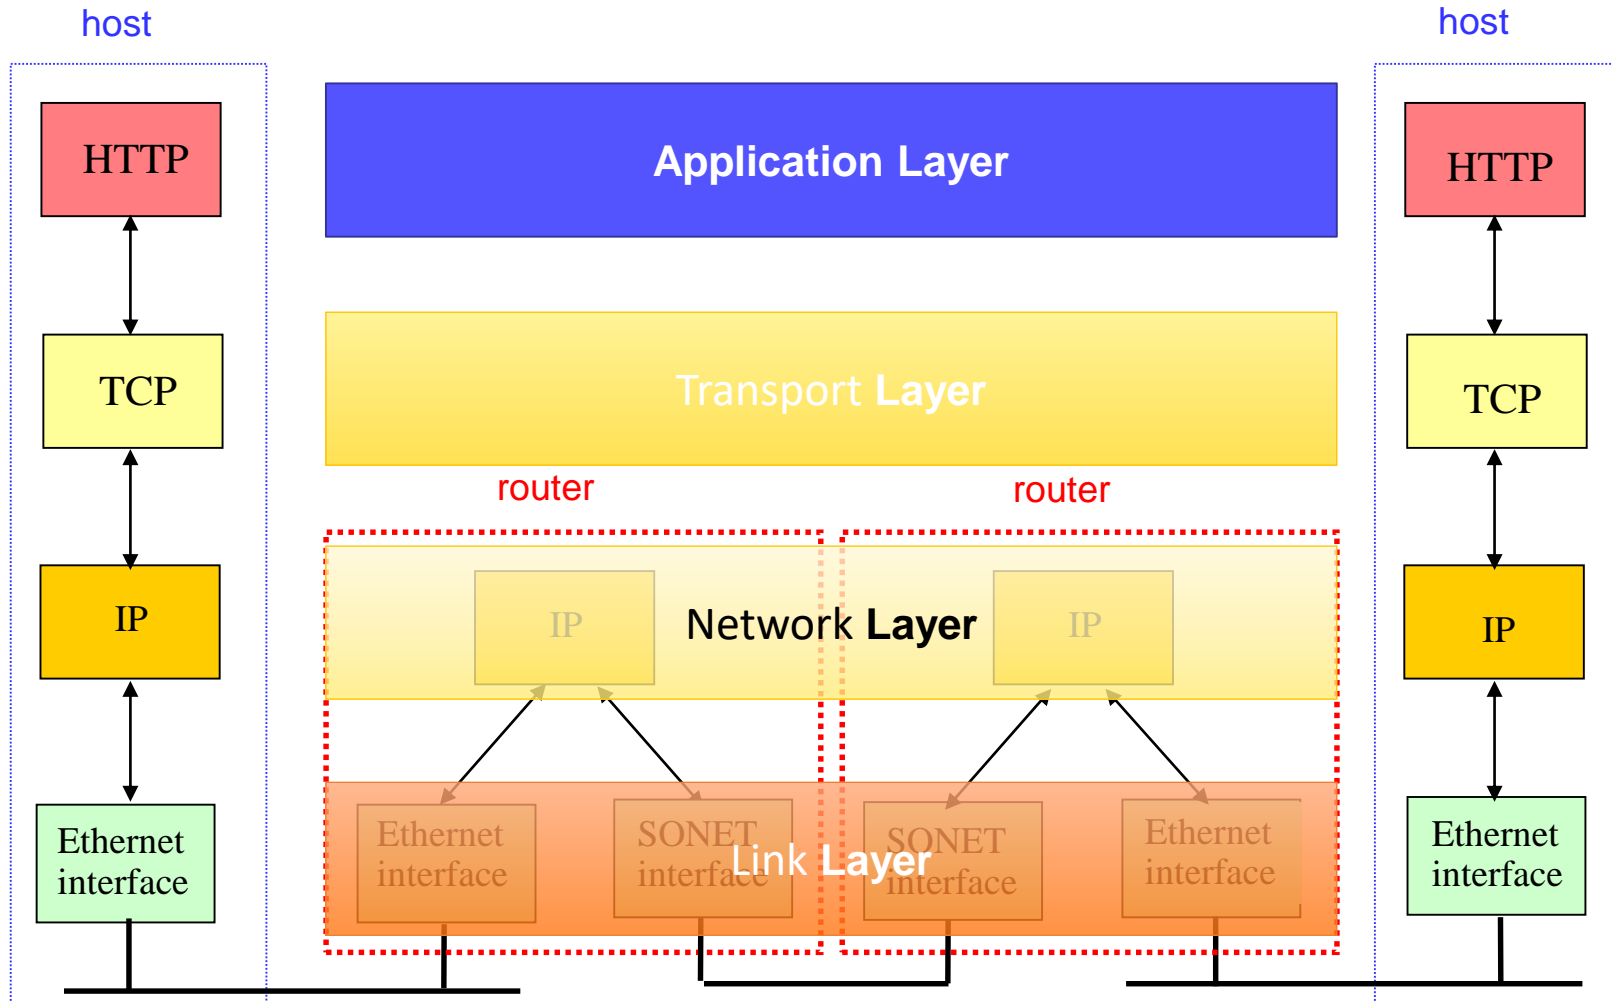 host
host
HTTP
Application Layer
HTTP
TCP
Transport Layer
TCP
router
router
IP
IP
Network Layer
IP
IP
Ethernet
interface
Ethernet
interface
SONET
interface
Link Layer
SONET
interface
Ethernet
interface
Ethernet
interface